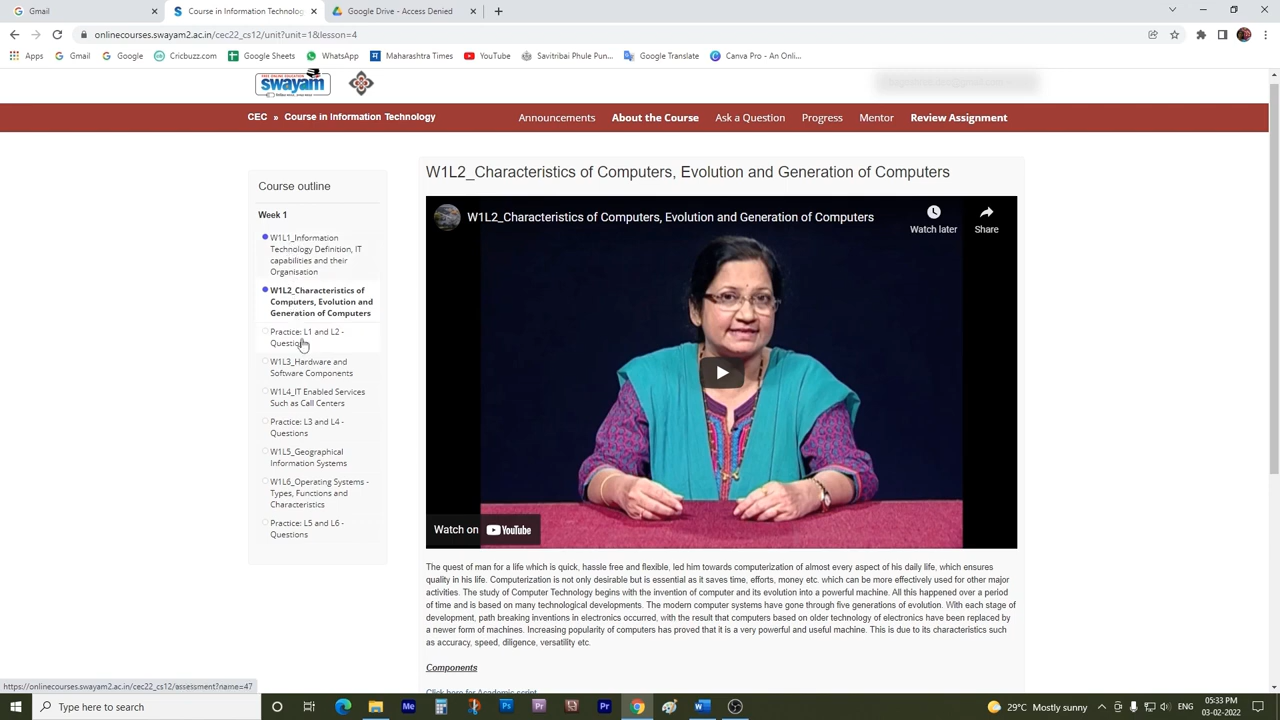 Gmail
Course in Information Technolog
Google Drive - Access Denied
onlinecourses.swayam2.ac.in/cec22_cs12/unit?unit=1&lesson=4
Apps
Gmail
Google
Cricbuzz.com
Google Sheets
WhatsApp
Maharashtra Times
YouTube
Savitribai Phule Pun...
Google Translate
Canva Pro - An Onli...
FREE ONLINE EDUCATION
swayam
CEC » Course in Information Technology
Announcements
About the Course
Ask a Question
Progress
Mentor
Review Assignment
Course outline
Week 1
W1L1_Information
Technology Definition, IT
capabilities and their
Organisation
W1L2_Characteristics of
Computers, Evolution and
Generation of Computers
Practice: L1 and L2 -
W1L3_Hardware and
Software Components
W1L4_IT Enabled Services
Such as Call Centers
Practice: L3 and L4 -
Questions
W1L5_Geographical
Information Systems
W1L6_Operating Systems -
Types, Functions and
Characteristics
Practice: L5 and L6 -
Questions
W1L2_Characteristics of Computers, Evolution and Generation of Computers
W1L2_Characteristics of Computers, Evolution and Generation of Computers
Watch later
Share
Watch on YouTube
The quest of man for a life which is quick, hassle free and flexible, led him towards computerization of almost every aspect of his daily life, which ensures
quality in his life. Computerization is not only desirable but is essential as it saves time, efforts, money etc. which can be more effectively used for other major
activities. The study of Computer Technology begins with the invention of computer and its evolution into a powerful machine. All this happened over a period
of time and is based on many technological developments. The modern computer systems have gone through five generations of evolution. With each stage of
development, path breaking inventions in electronics occurred, with the result that computers based on older technology of electronics have been replaced by
a newer form of machines. Increasing popularity of computers has proved that it is a very powerful and useful machine. This is due to its characteristics such
as accuracy, speed, diligence, versatility etc.
Components
Click here for Academic script
https://onlinecourses.swayam2.ac.in/cec22_cs12/assessment?name=47
Type here to search
Me
Ps
Pr
Pr
29°C Mostly sunny
ENG
05:33 PM
03-02-2022